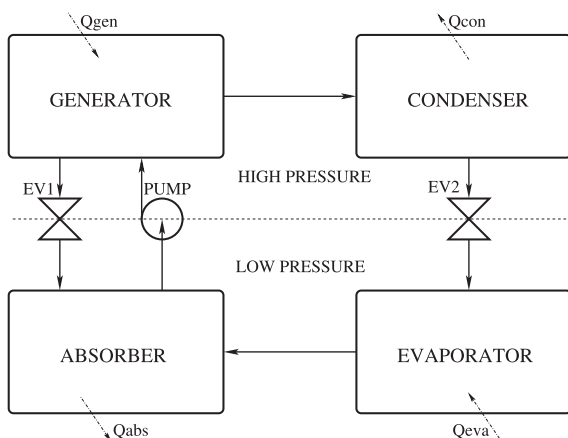 Qgen
Qcon
GENERATOR
CONDENSER
EV1
PUMP
HIGH PRESSURE
EV2
LOW PRESSURE
ABSORBER
EVAPORATOR
Qabs
Qeva